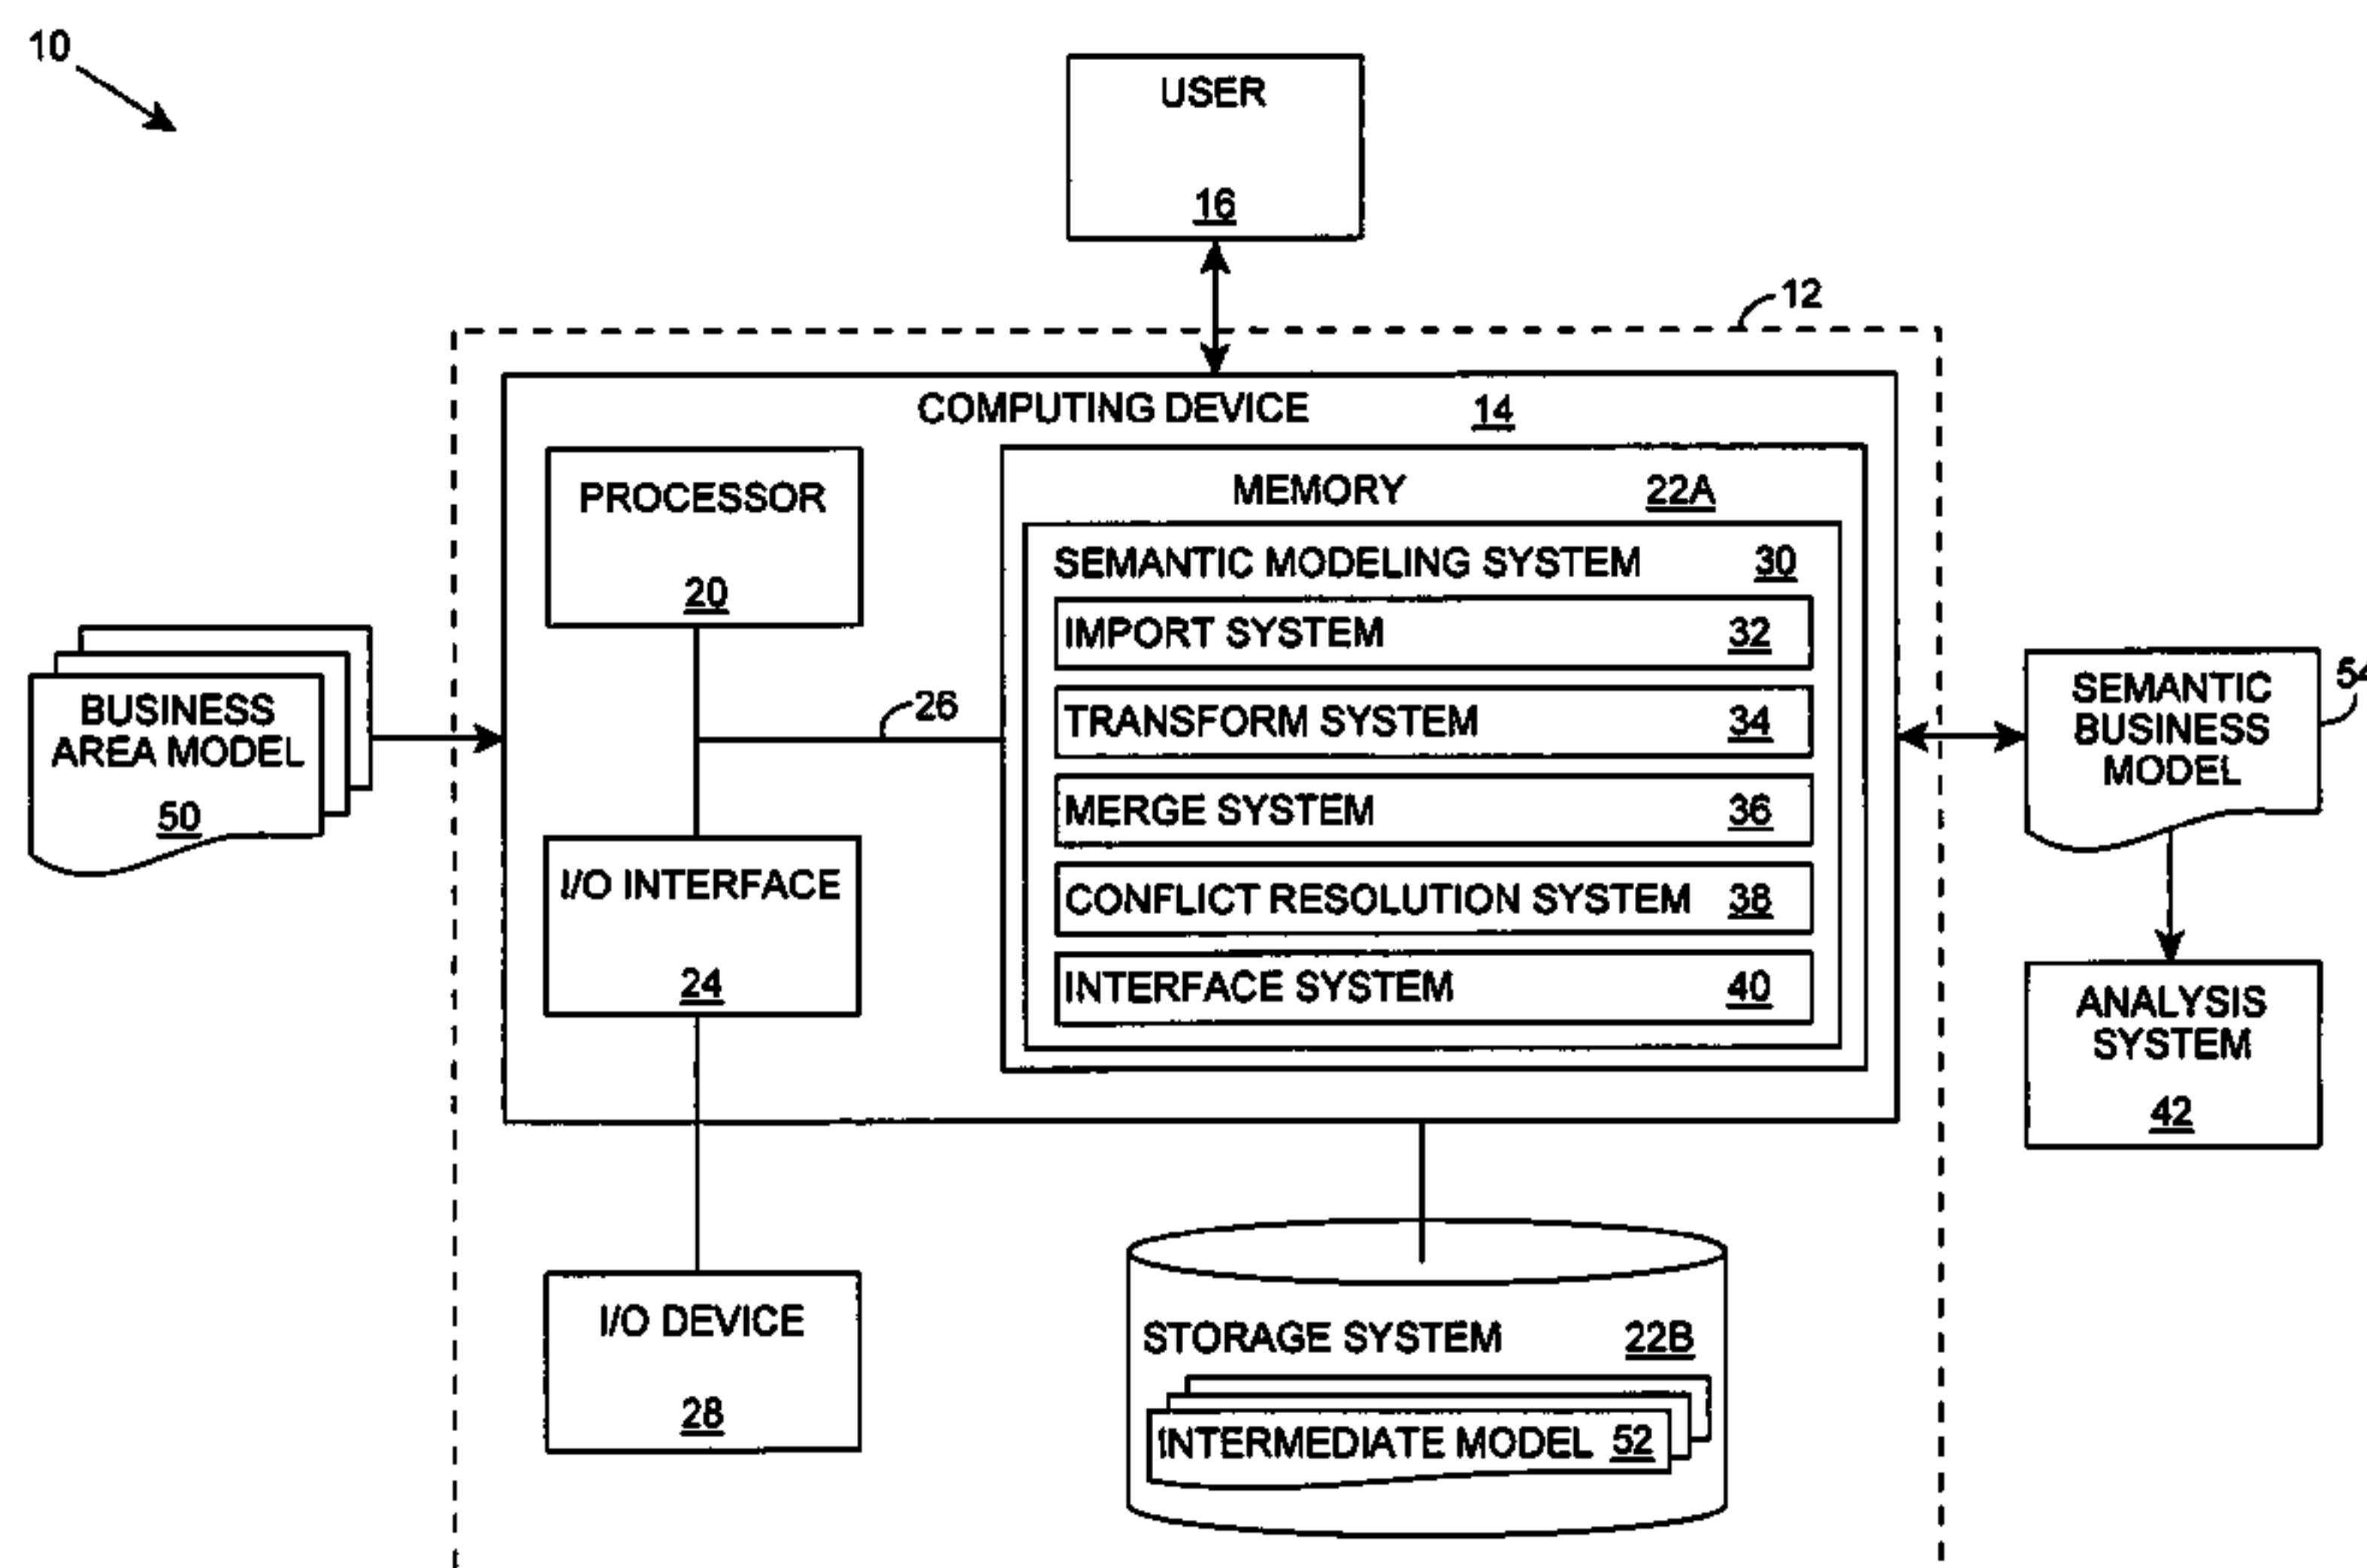 10
USER
16
12
COMPUTING DEVICE 14
PROCESSOR
20
MEMORY 22A
SEMANTIC MODELING SYSTEM 30
IMPORT SYSTEM 32
TRANSFORM SYSTEM 34
MERGE SYSTEM 36
CONFLICT RESOLUTION SYSTEM 38
INTERFACE SYSTEM 40
26
BUSINESS
AREA MODEL
50
I/O INTERFACE
24
SEMANTIC
BUSINESS
MODEL
54
ANALYSIS
SYSTEM
42
I/O DEVICE
28
STORAGE SYSTEM 22B
INTERMEDIATE MODEL 52